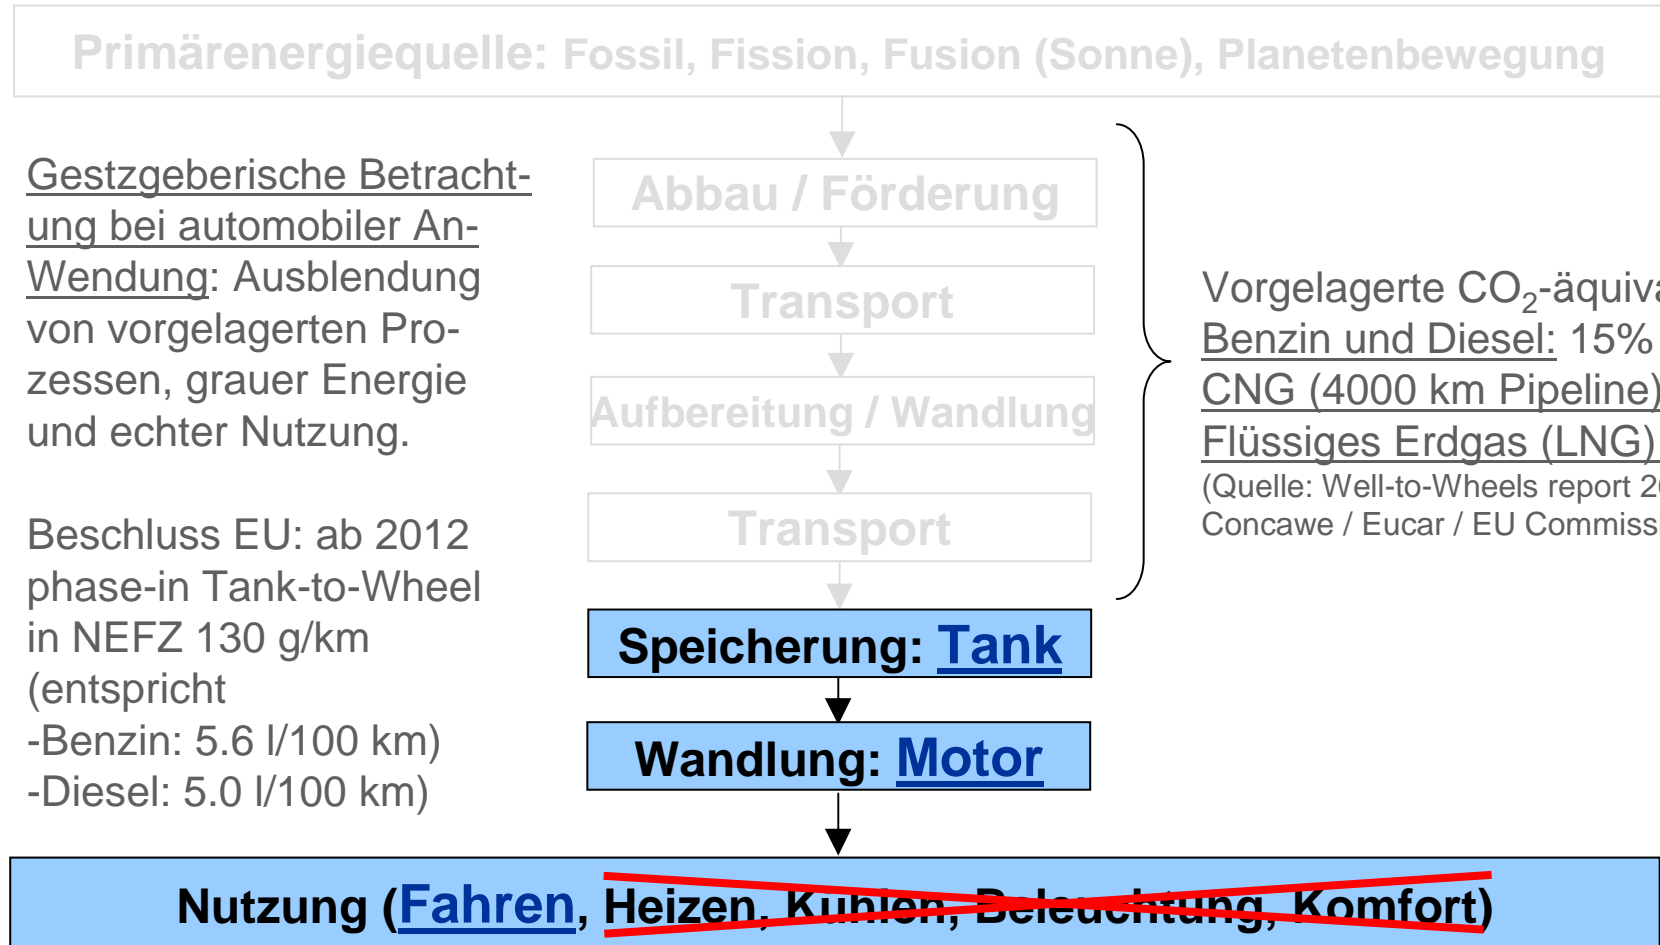 Primärenergiequelle: Fossil, Fission, Fusion (Sonne), Planetenbewegung
Gestzgeberische Betracht-
ung bei automobiler An-
Wendung: Ausblendung
von vorgelagerten Pro-
zessen, grauer Energie
und echter Nutzung.
Beschluss EU: ab 2012
phase-in Tank-to-Wheel
in NEFZ 130 g/km
(entspricht
-Benzin: 5.6 l/100 km)
-Diesel: 5.0 l/100 km)
Abbau / Förderung
Transport
Aufbereitung / Wandlung
Transport
Speicherung: Tank
Wandlung: Motor
Vorgelagerte CO₂-äquiva
Benzin und Diesel: 15%
CNG (4000 km Pipeline)
Flüssiges Erdgas (LNG)
(Quelle: Well-to-Wheels report 20
Concawe / Eucar / EU Commissi
Nutzung (Fahren, Heizen, Kühlen, Beleuchtung, Komfort)